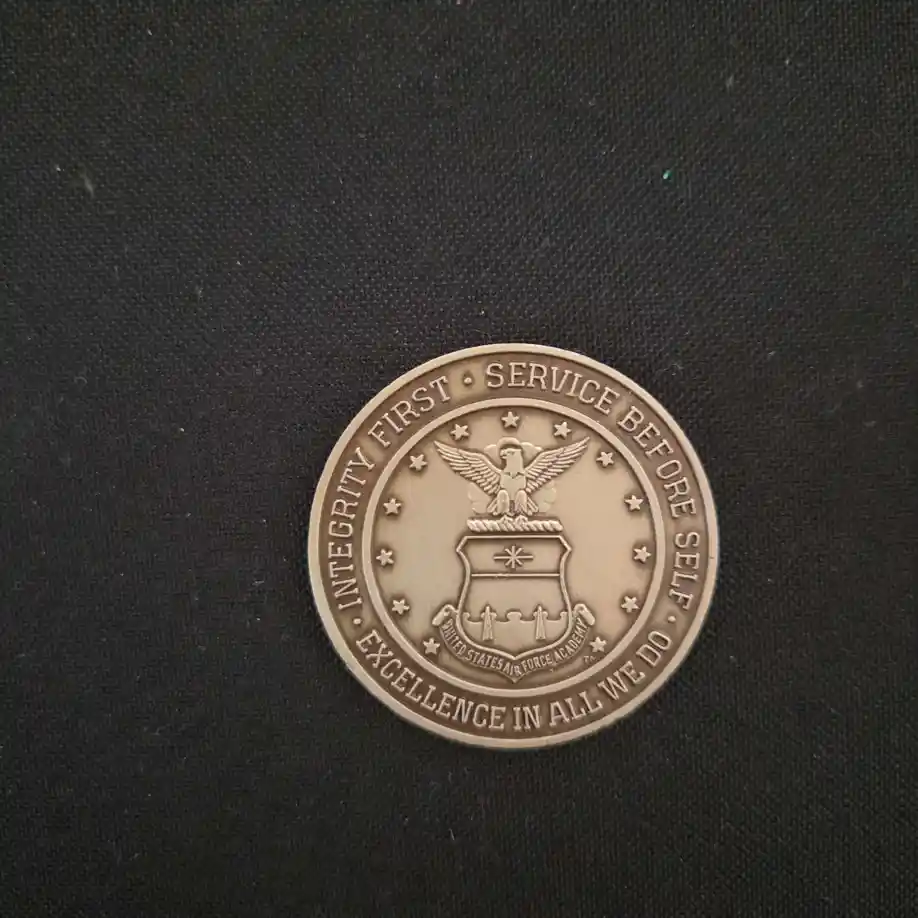 INTEGRITY FIRST · SERVICE BEFORE SELF ·
EXCELLENCE IN ALL WE DO ·
UNITED STATES AIR FORCE ACADEMY